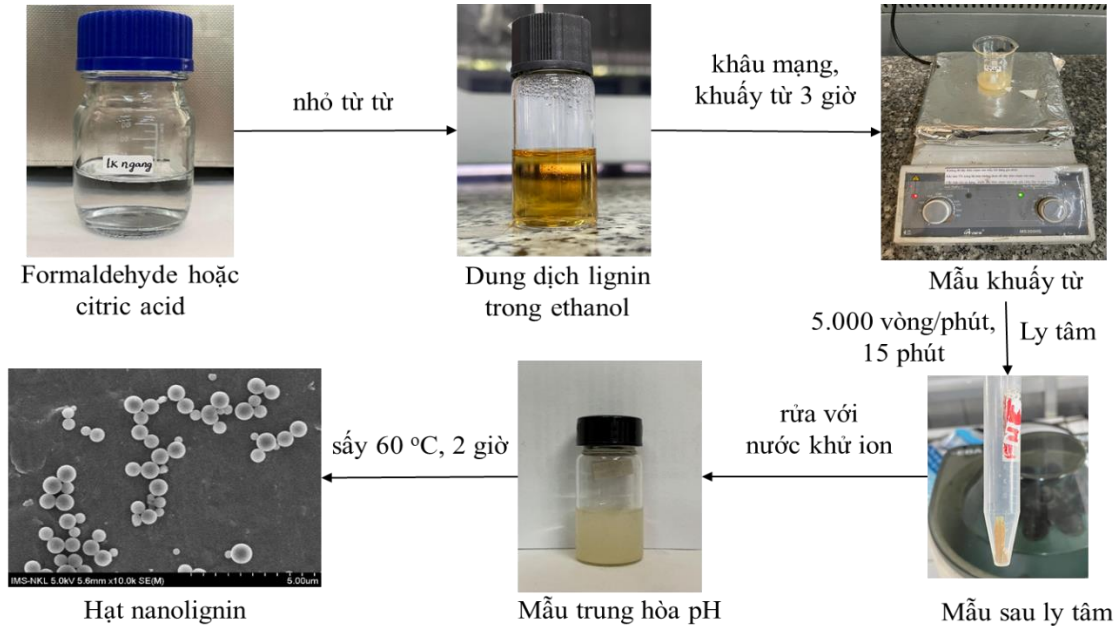 lk ngang
nhỏ từ từ
khâu mạng,
khuấy từ 3 giờ
Formaldehyde hoặc
citric acid
Dung dịch lignin
trong ethanol
Mẫu khuấy từ
5.000 vòng/phút,
15 phút
Ly tâm
sấy 60 °C, 2 giờ
rửa với
nước khử ion
IMS-NKL 5.0kV 5.6mm x10.0k SE(M)
5.00um
Hạt nanolignin
Mẫu trung hòa pH
Mẫu sau ly tâm